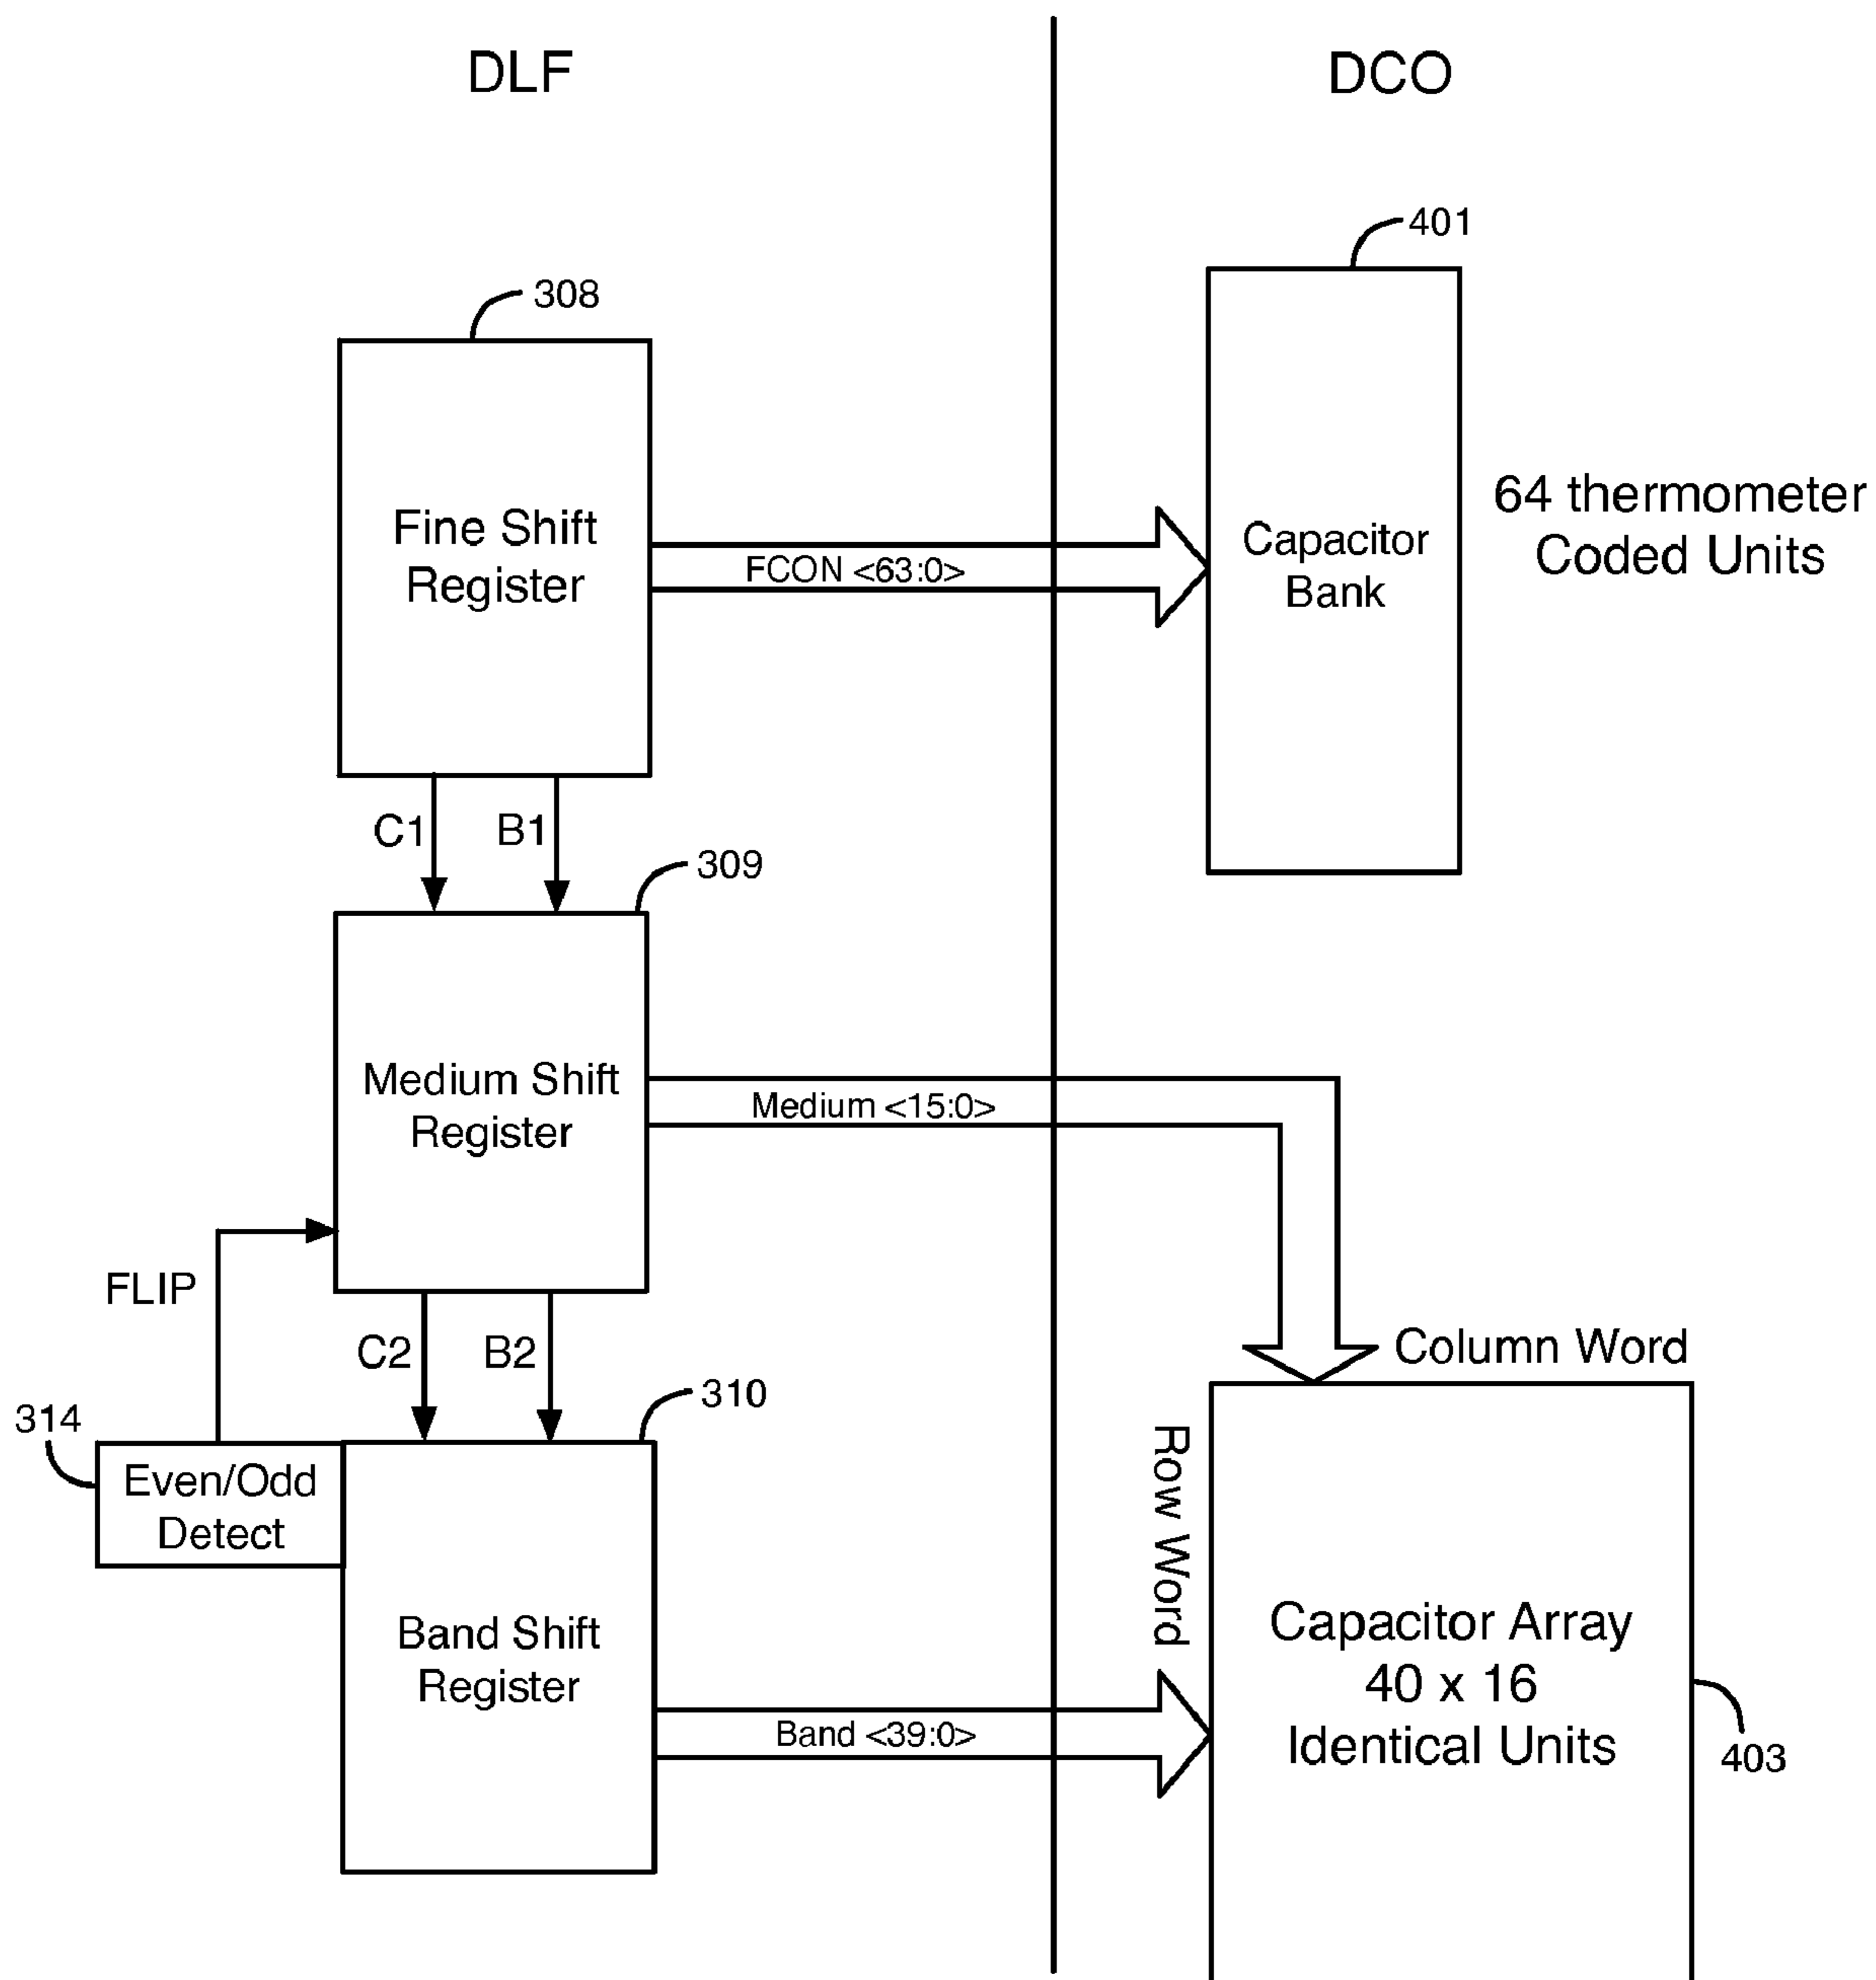 DLF
DCO
401
308
Fine Shift
Register
FCON <63:0>
Capacitor
Bank
64 thermometer
Coded Units
C1
B1
309
Medium Shift
Register
Medium <15:0>
FLIP
C2
B2
Column Word
310
314
Even/Odd
Detect
Row Word
Band Shift
Register
Band <39:0>
Capacitor Array
40 x 16
Identical Units
403